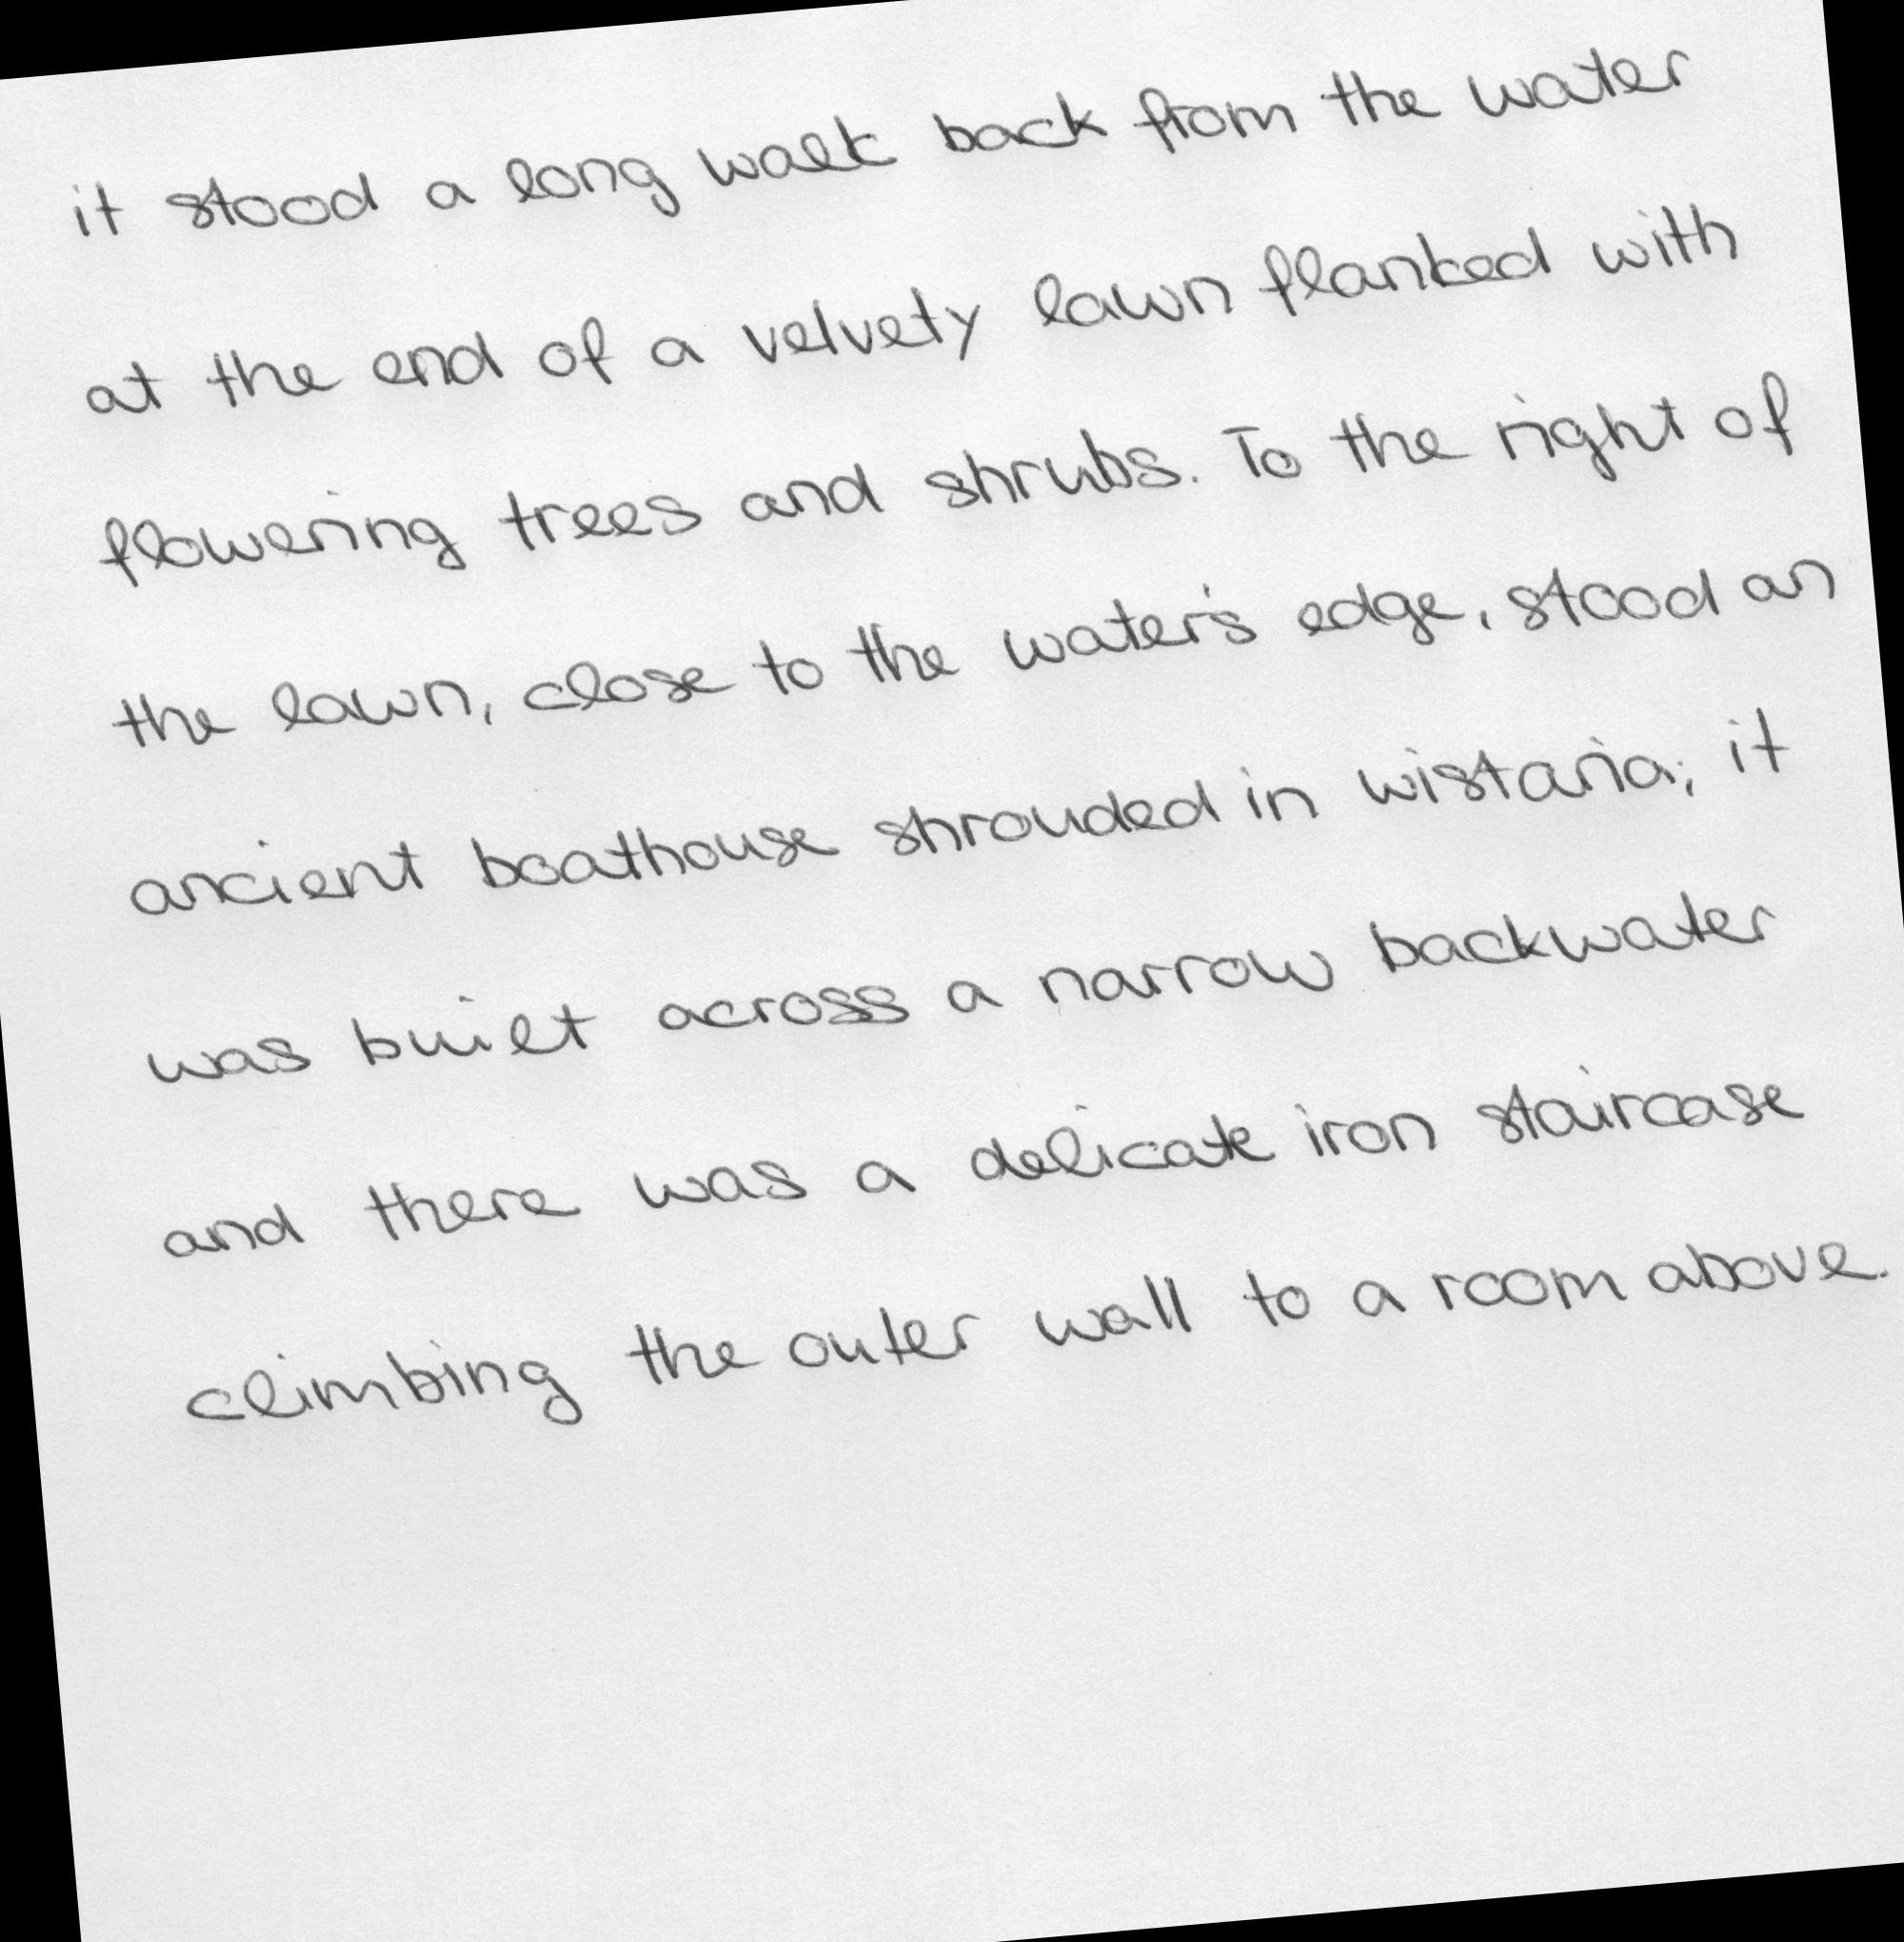 it stood a long walk back from the water
at the end of a velvety lawn flanked with
flowering trees and shrubs. To the right of
the lawn, close to the water's edge, stood an
ancient boathouse shrouded in wistaria; it
was built across a narrow backwater
and there was a delicate iron staircase
climbing the outer wall to a room above.